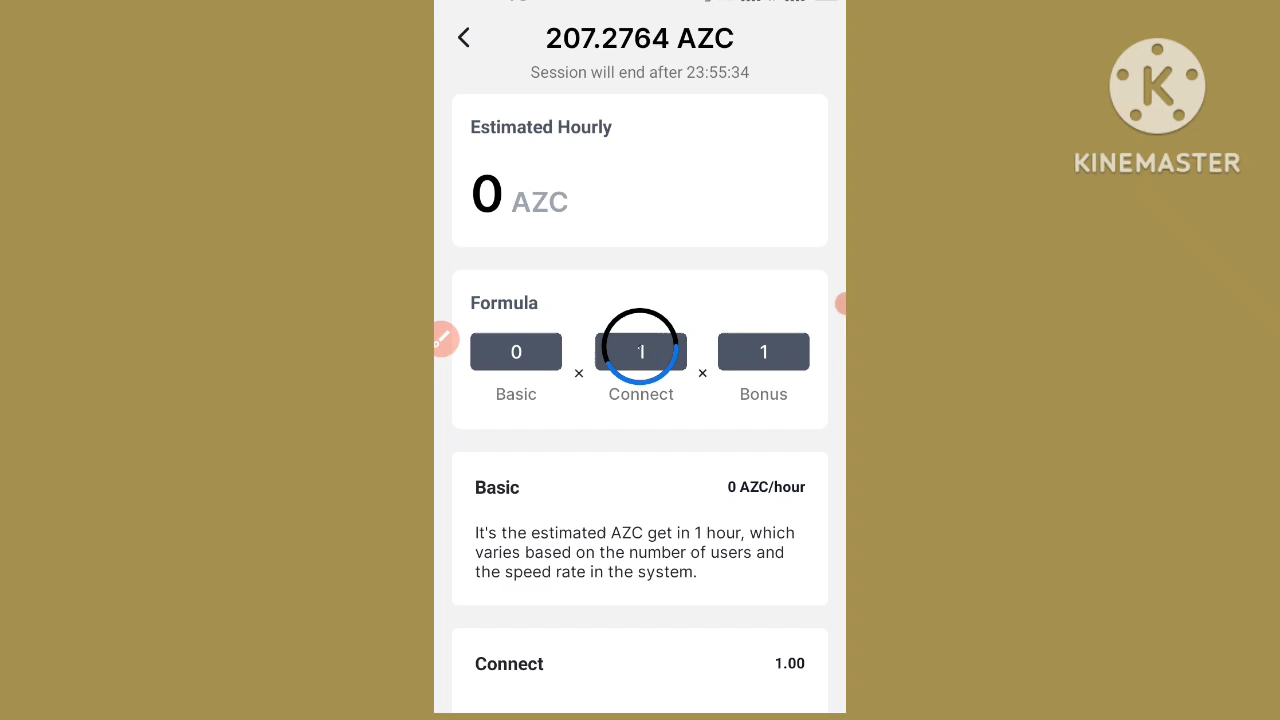 207.2764 AZC
Session will end after 23:55:34
Estimated Hourly
0 AZC
Formula
0 × 1 × 1
Basic Connect Bonus
Basic 0 AZC/hour
It's the estimated AZC get in 1 hour, which
varies based on the number of users and
the speed rate in the system.
Connect 1.00
K
KINEMASTER